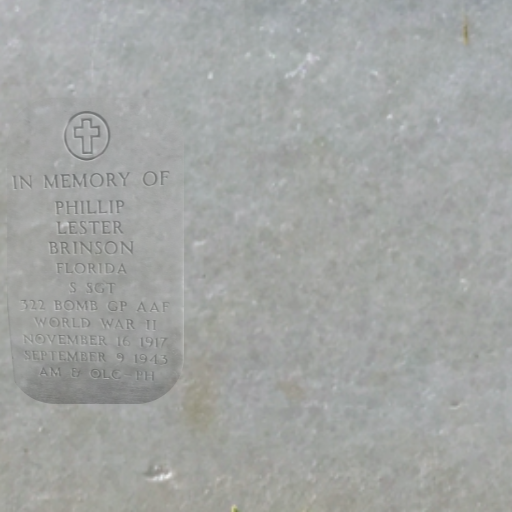 IN MEMORY OF
PHILLIP
LESTER
BRINSON
FLORIDA
S SGT
322 BOMB GP AAF
WORLD WAR II
NOVEMBER 16 1917
SEPTEMBER 9 1943
AM & OLC PH